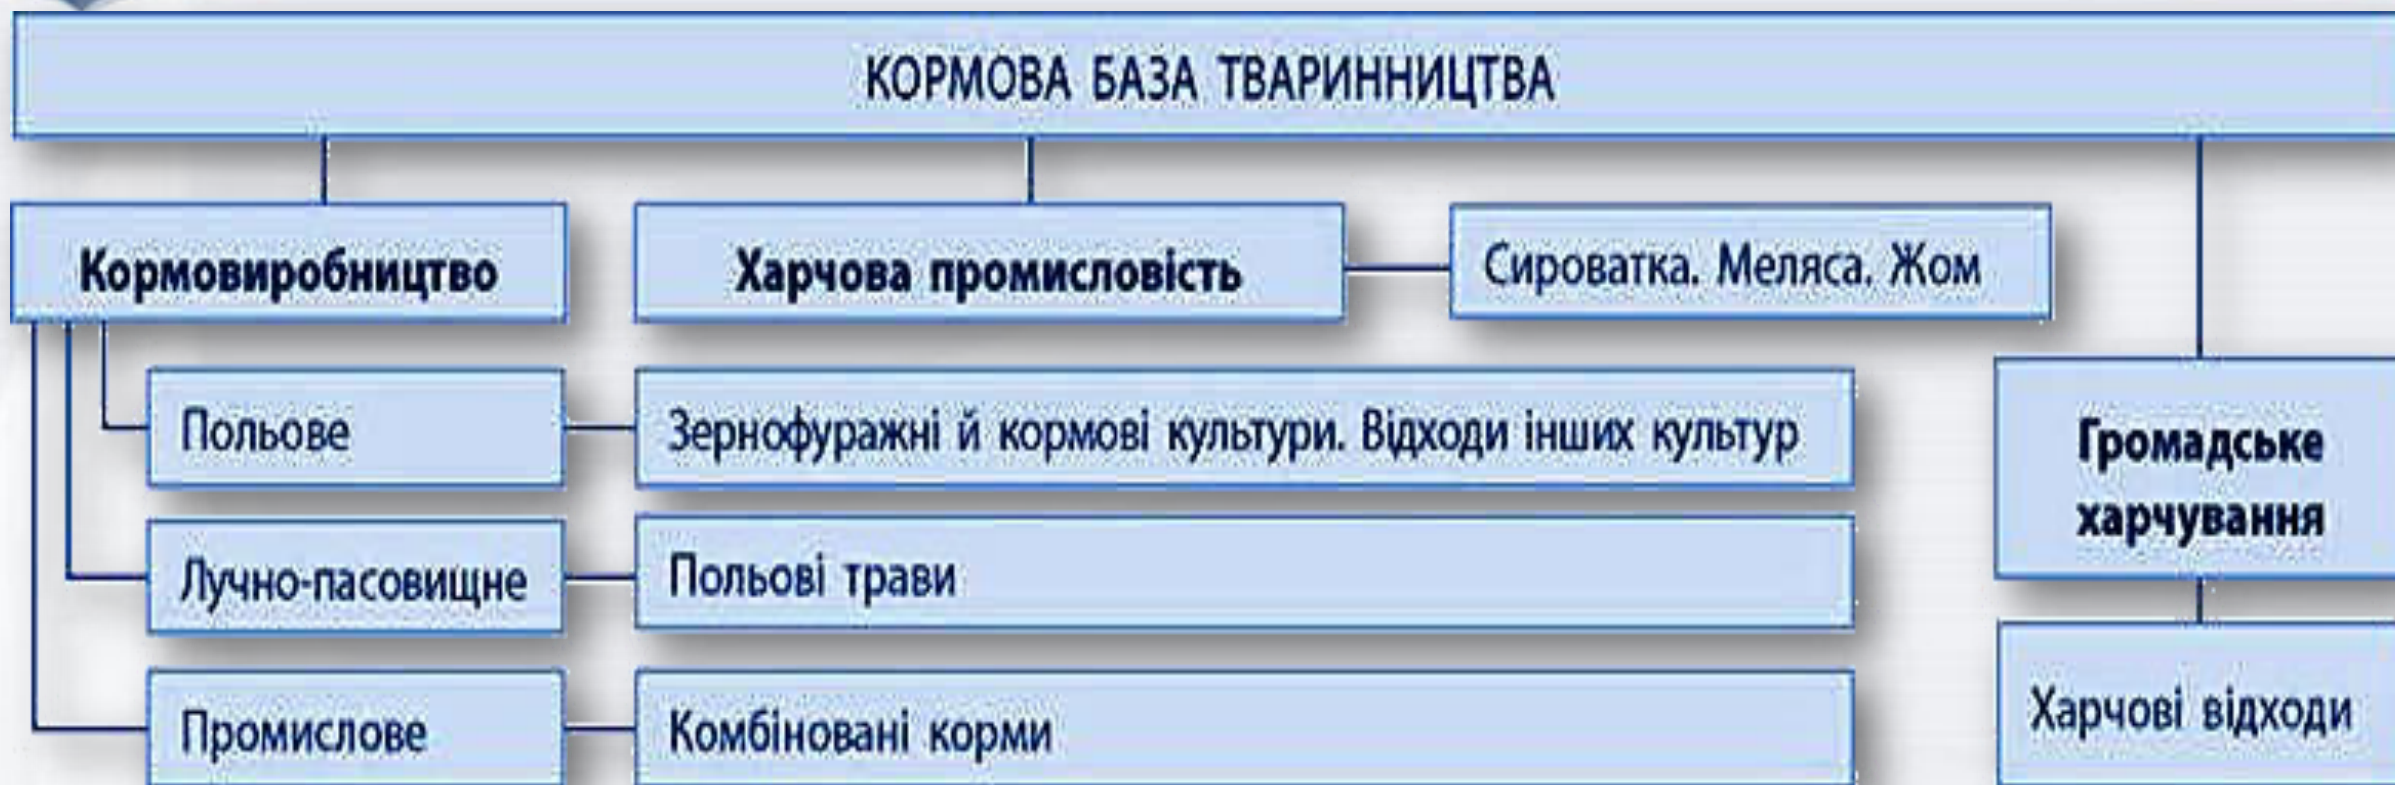 КОРМОВА БАЗА ТВАРИННИЦТВА
Кормовиробництво
Харчова промисловість
Сироватка. Меляса. Жом
Польове
Зернофуражні й кормові культури. Відходи інших культур
Лучно-пасовищне
Польові трави
Промислове
Комбіновані корми
Громадське
харчування
Харчові відходи